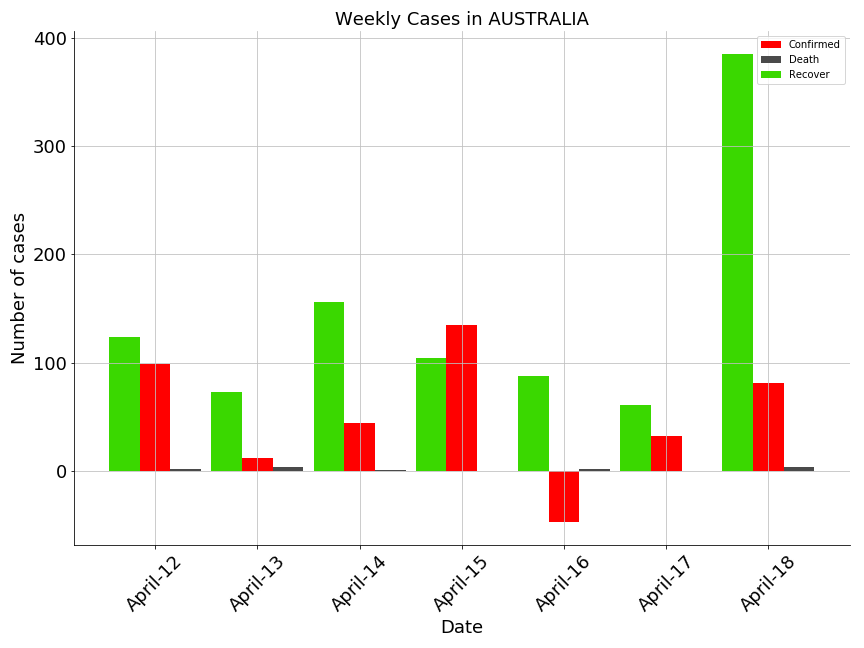 Weekly Cases in AUSTRALIA
Confirmed
Death
Recover
Number of cases
400
300
200
100
0
April-12
April-13
April-14
April-15
April-16
April-17
April-18
Date